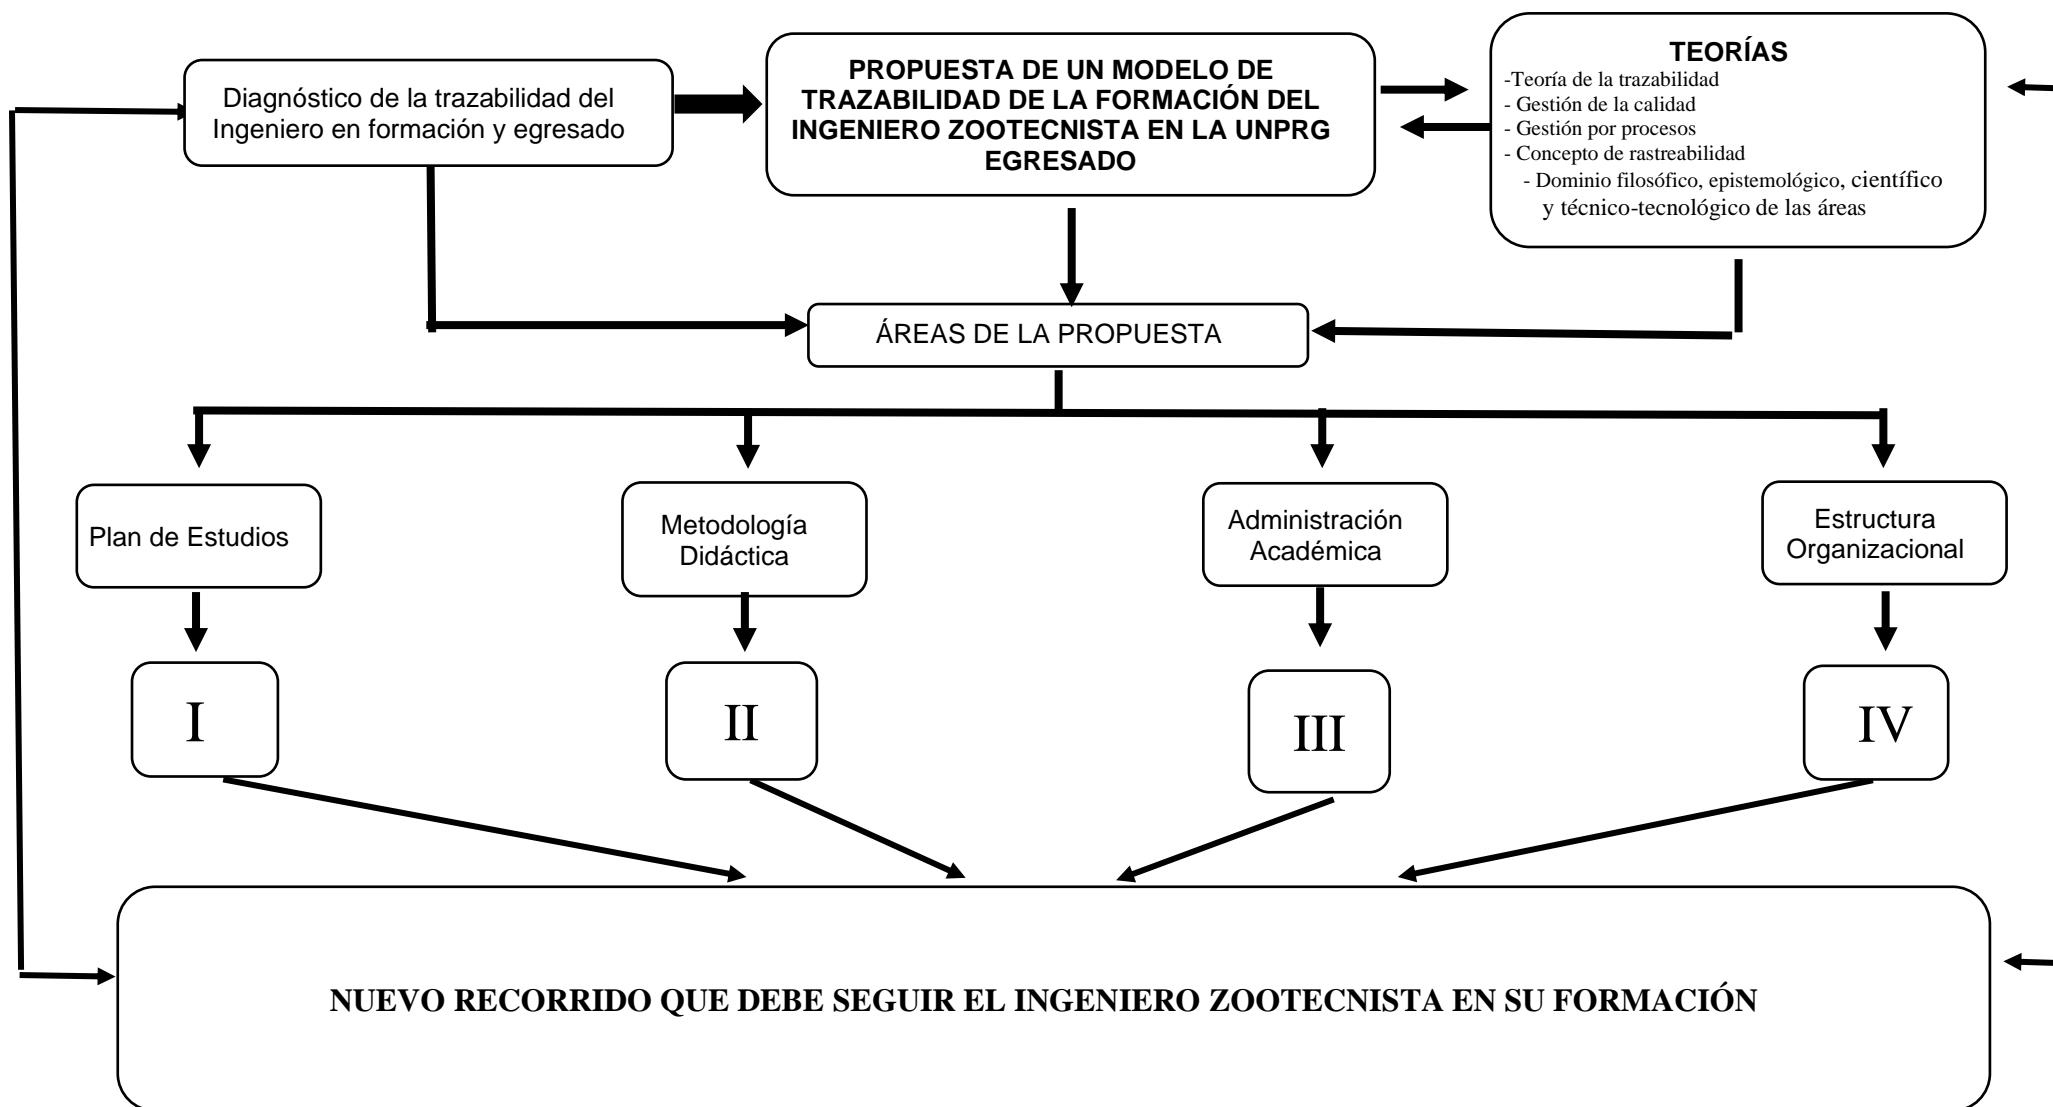 Diagnóstico de la trazabilidad del
Ingeniero en formación y egresado
PROPUESTA DE UN MODELO DE
TRAZABILIDAD DE LA FORMACIÓN DEL
INGENIERO ZOOTECNISTA EN LA UNPRG
EGRESADO
TEORÍAS
-Teoría de la trazabilidad
- Gestión de la calidad
- Gestión por procesos
- Concepto de rastreabilidad
- Dominio filosófico, epistemológico, científico
y técnico-tecnológico de las áreas
ÁREAS DE LA PROPUESTA
Plan de Estudios
Metodología
Didáctica
Administración
Académica
Estructura
Organizacional
I
II
III
IV
NUEVO RECORRIDO QUE DEBE SEGUIR EL INGENIERO ZOOTECNISTA EN SU FORMACIÓN